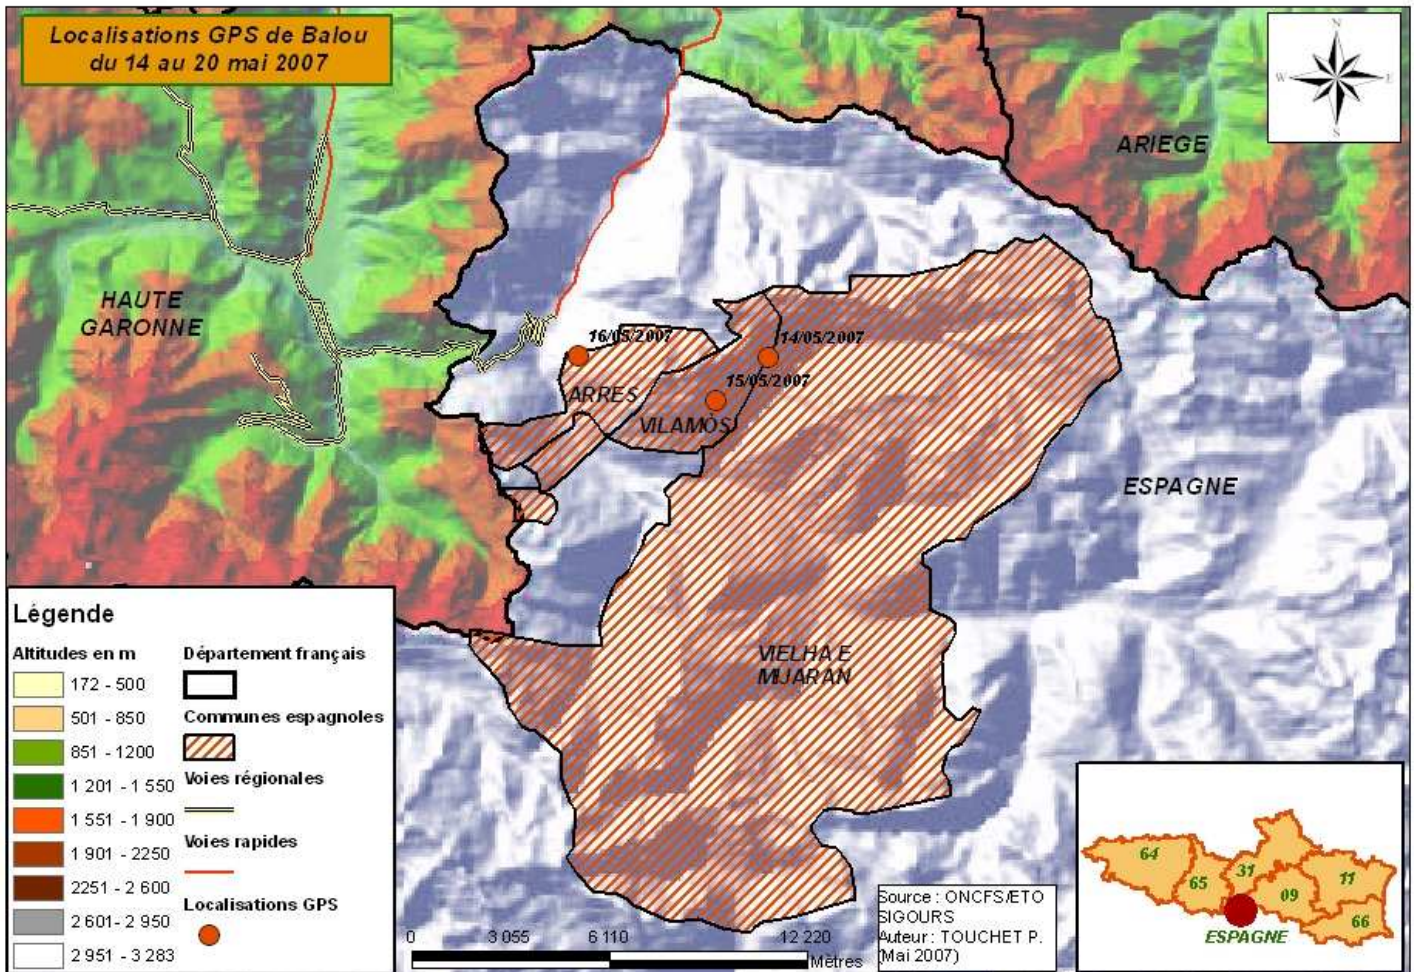 Localisations GPS de Balou
du 14 au 20 mai 2007
N
W
E
S
ARIEGE
HAUTE
GARONNE
16/05/2007
14/05/2007
15/05/2007
ARRES
VILAMÒS
ESPAGNE
VIELHA E
MIJARAN
Légende
Altitudes en m
172 - 500
501 - 850
851 - 1200
1 201 - 1 550
1 551 - 1 900
1 901 - 2250
2251 - 2 600
2 601 - 2 950
2 951 - 3 283
Département français
Communes espagnoles
Voies régionales
Voies rapides
Localisations GPS
0 3 055 6 110 12 220
Mètres
Source : ONCFS/ETO
SIGOURS
Auteur : TOUCHET P.
(Mai 2007)
64
65
31
09
11
66
ESPAGNE